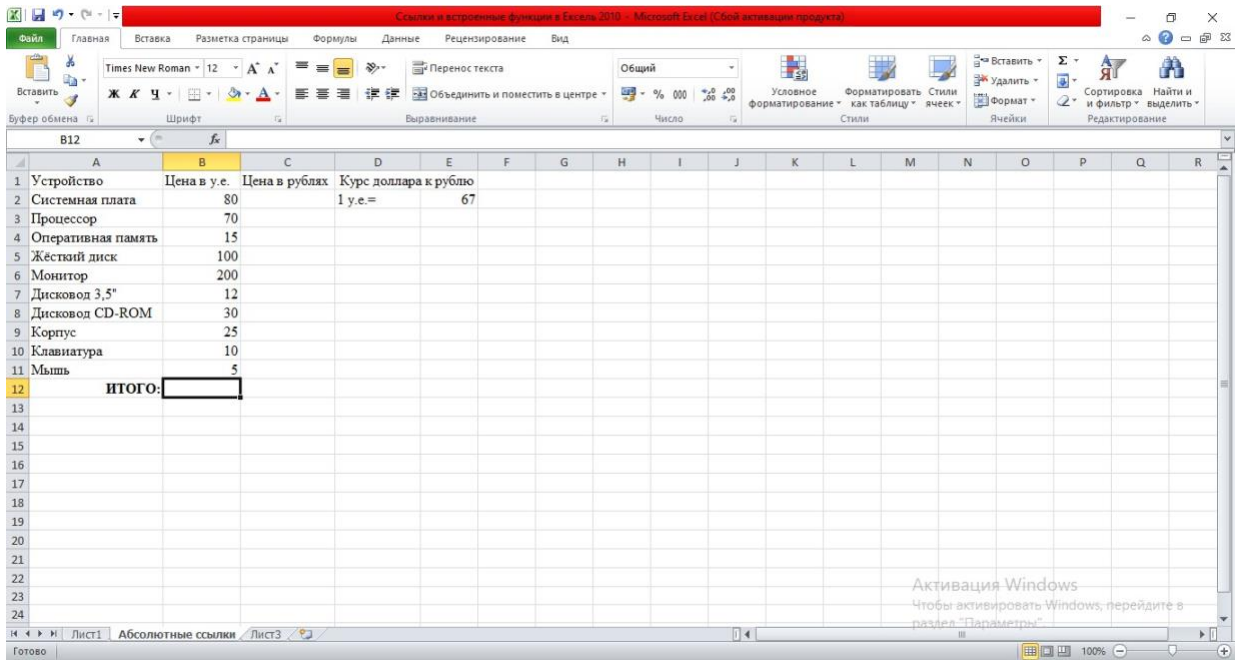 Ссылки и встроенные функции в Ексель 2010 - Microsoft Excel (Сбой активации продукта)
Файл Главная Вставка Разметка страницы Формулы Данные Рецензирование Вид
Вставить
Буфер обмена
Times New Roman 12
Ж К Ч
Шрифт
Перенос текста
Объединить и поместить в центре
Выравнивание
Общий
% 000
Число
Условное форматирование
Форматировать как таблицу
Стили ячеек
Стили
Вставить
Удалить
Формат
Ячейки
Σ
Сортировка и фильтр
Найти и выделить
Редактирование
B12 fx
A B C D E F G H I J K L M N O P Q R
1 Устройство Цена в у.е. Цена в рублях Курс доллара к рублю
2 Системная плата 80 1 у.е.= 67
3 Процессор 70
4 Оперативная память 15
5 Жёсткий диск 100
6 Монитор 200
7 Дисковод 3,5" 12
8 Дисковод CD-ROM 30
9 Корпус 25
10 Клавиатура 10
11 Мышь 5
12 ИТОГО:
13
14
15
16
17
18
19
20
21
22
23
24
Активация Windows
Чтобы активировать Windows, перейдите в
раздел "Параметры".
Лист1 Абсолютные ссылки Лист3
Готово 100%